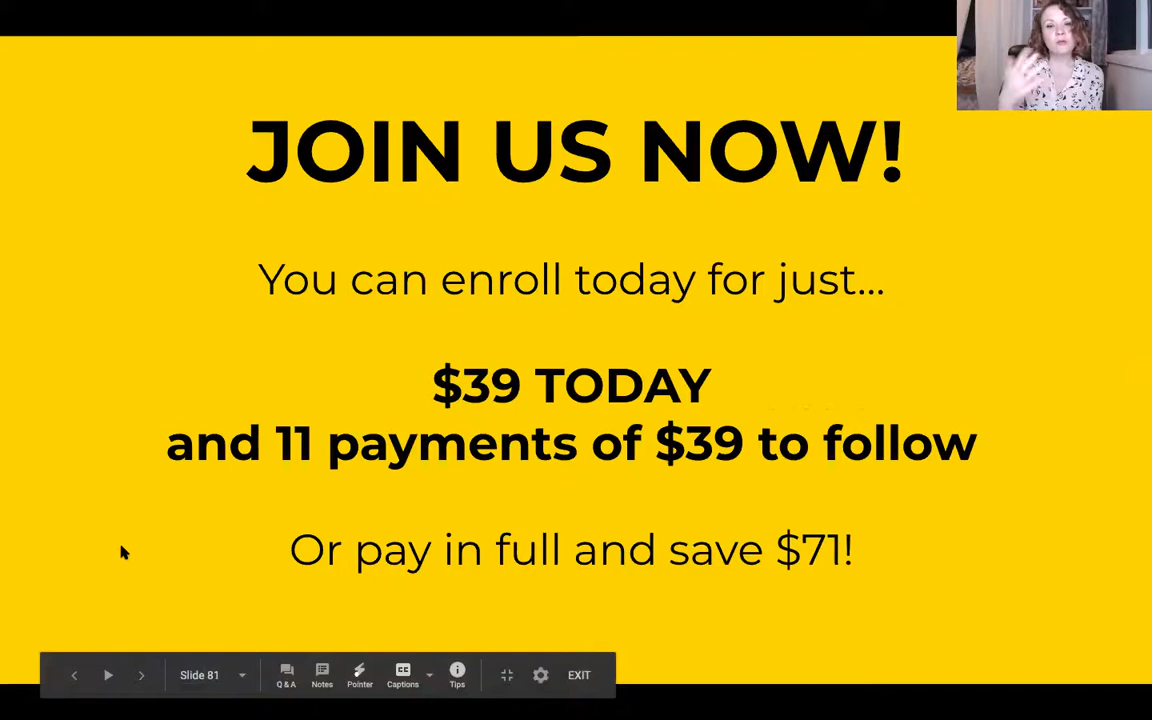 JOIN US NOW!
You can enroll today for just...
$39 TODAY
and 11 payments of $39 to follow
Or pay in full and save $71!
Slide 81
Q & A
Notes
Pointer
CC
Captions
Tips
EXIT